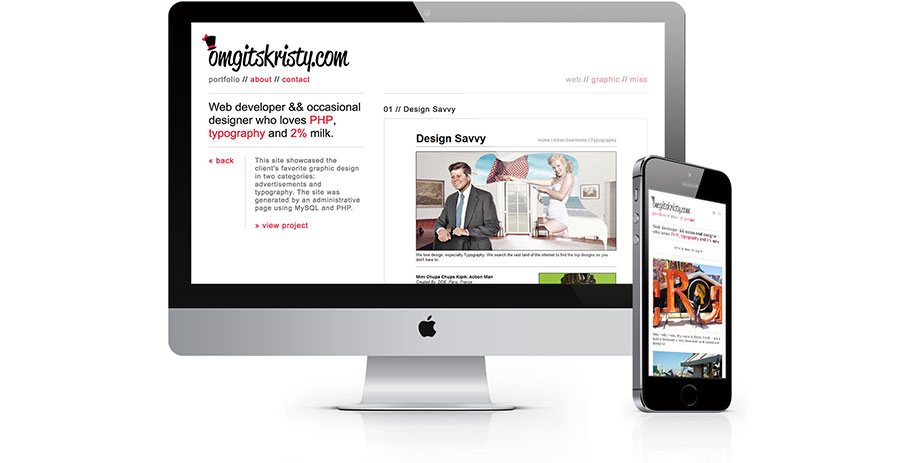 omgitskristy.com
portfolio // about // contact
web // graphic // misc
Web developer && occasional
designer who loves PHP,
typography and 2% milk.
« back
This site showcased the
client's favorite graphic design
in two categories:
advertisements and
typography. The site was
generated by an administrative
page using MySQL and PHP.
» view project
01 // Design Savvy
Design Savvy
Home | Advertisements | Typography
We love design, especially Typography. We search the vast land of the internet to find the top designs so you
don't have to
Mini Chupa Chups Kipik: Action Man
Created By: DDB, Paris, France
omgitskristy.com
portfolio // about // contact
Web developer && occasional designer
who loves PHP, typography and 2% milk.